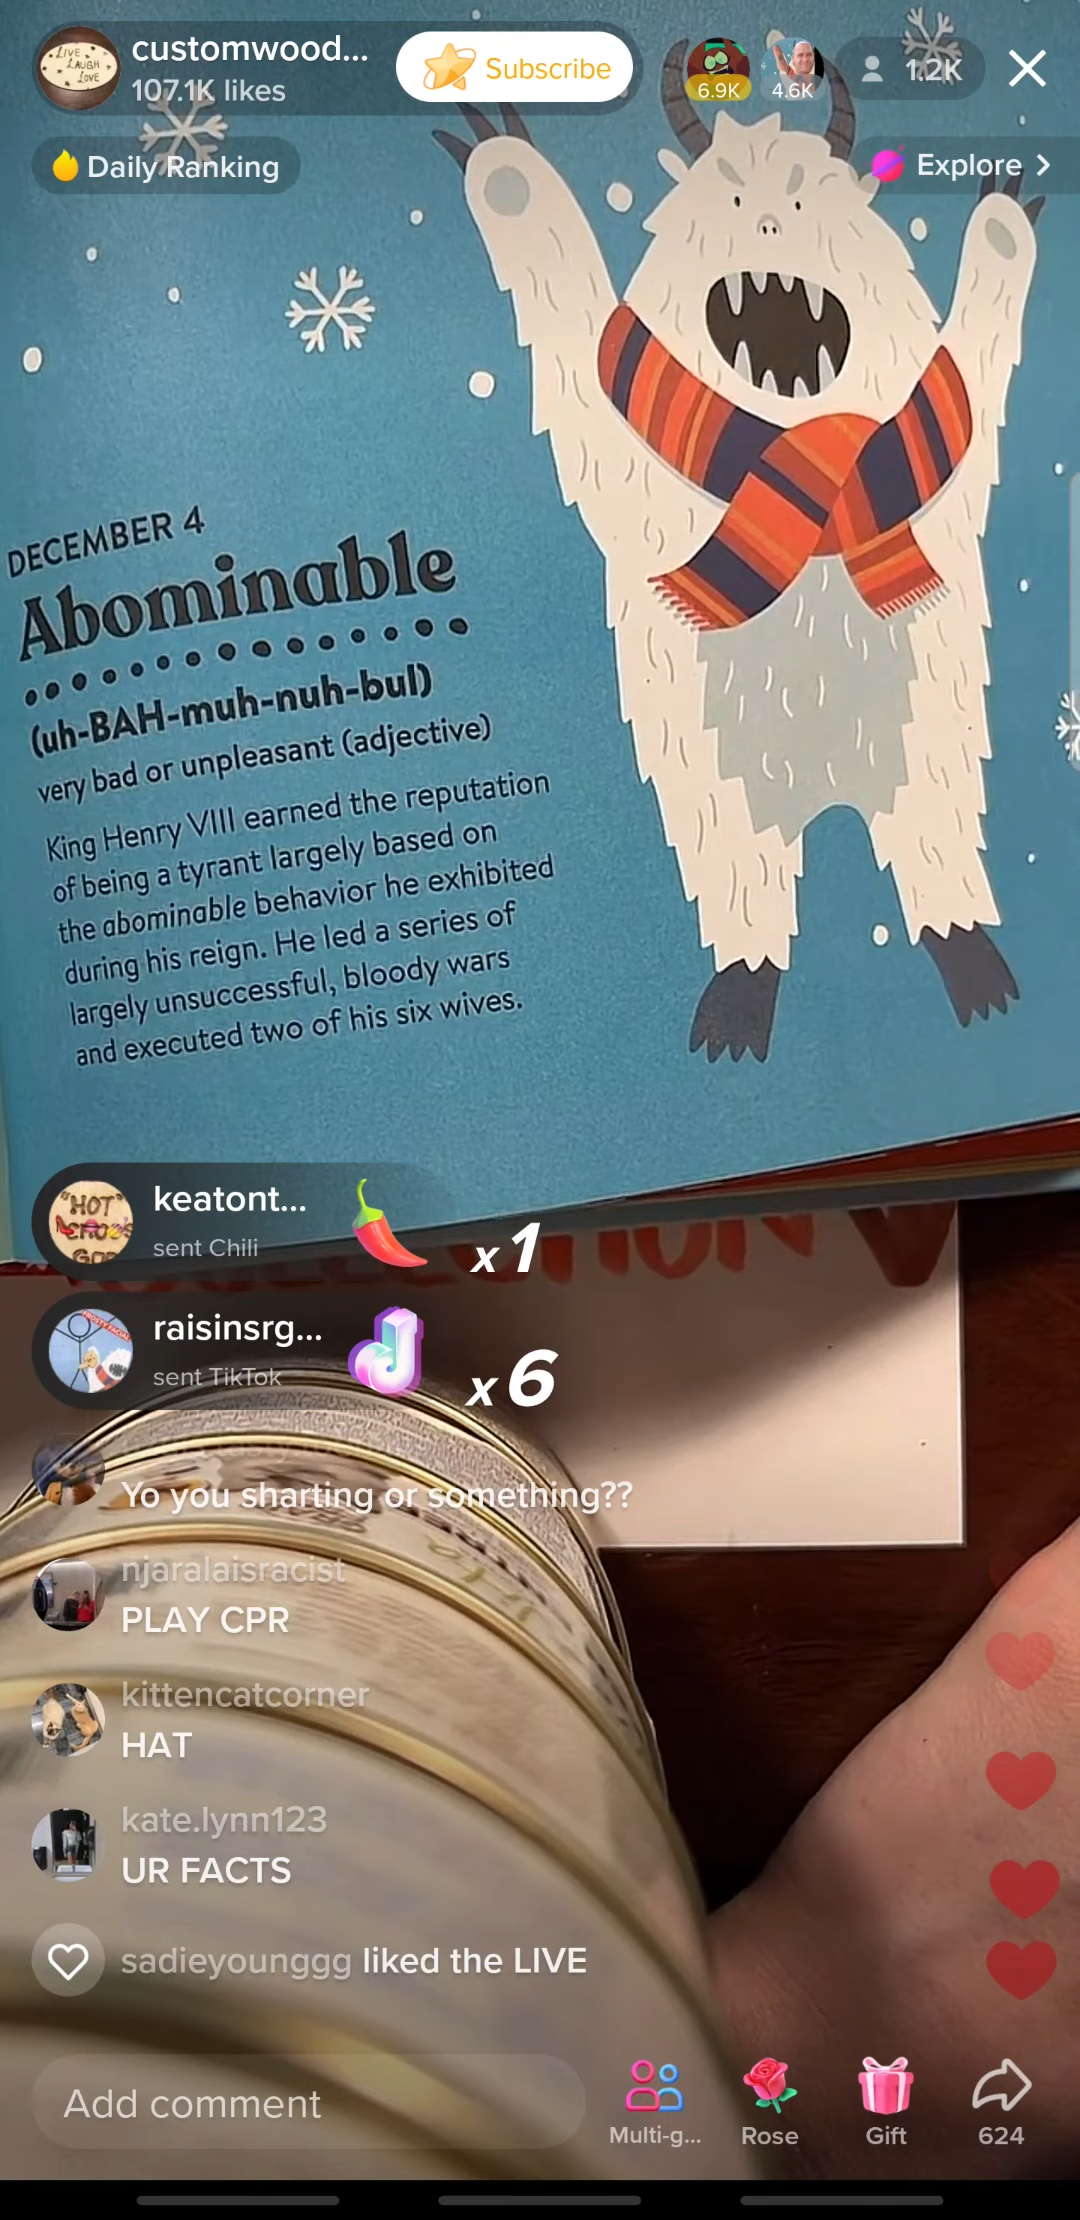 customwood...
107.1K likes
Subscribe
6.9K
4.6K
1.2K
Daily Ranking
Explore
LIVE
LAUGH
LOVE
DECEMBER 4
Abominable
(uh-BAH-muh-nuh-bul)
very bad or unpleasant (adjective)
King Henry VIII earned the reputation
of being a tyrant largely based on
the abominable behavior he exhibited
during his reign. He led a series of
largely unsuccessful, bloody wars
and executed two of his six wives.
keatont...
sent Chili
x1
"HOT
raisinsrg...
sent TikTok
x6
Yo you sharting or something??
njaralaisracist
PLAY CPR
kittencatcorner
HAT
kate.lynn123
UR FACTS
sadieyounggg liked the LIVE
Add comment
Multi-g...
Rose
Gift
624